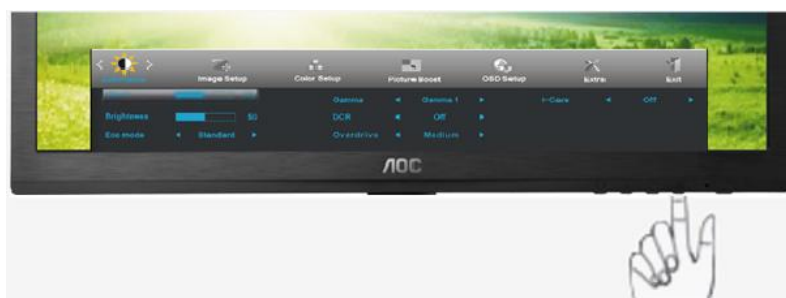 Image Setup Color Setup Picture Boost OSD Setup Extra Exit
Gamma Gamma 1 i-Care Off
Brightness 50 DCR Off
Eco mode Standard Overdrive Medium
AOC